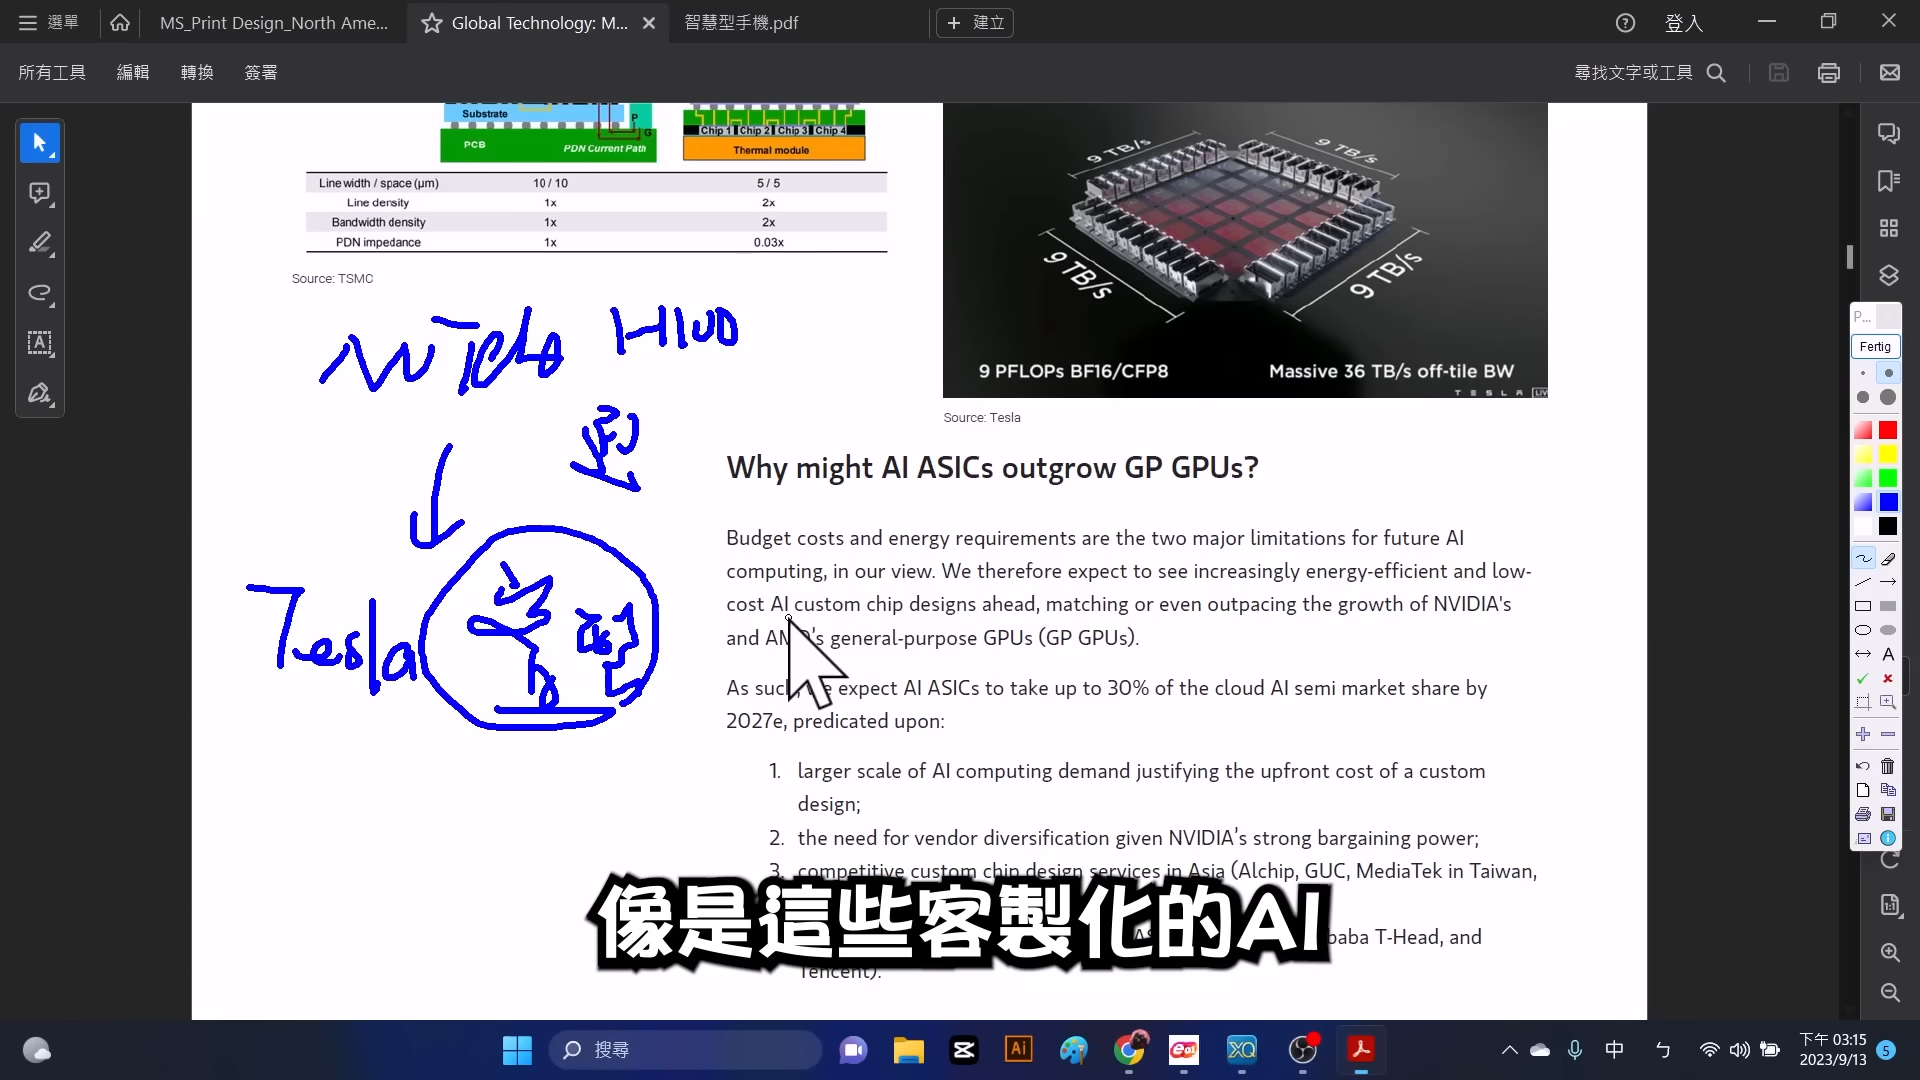 選單
MS_Print Design_North Ame...
Global Technology: M...
智慧型手機.pdf
建立
登入
所有工具
編輯
轉換
簽署
尋找文字或工具
Substrate
P
G
PCB
PDN Current Path
Chip 1 Chip 2 Chip 3 Chip 4
Thermal module
Line width / space (μm) 10 / 10 5 / 5
Line density 1x 2x
Bandwidth density 1x 2x
PDN impedance 1x 0.03x
Source: TSMC
9 TB/s
9 TB/s
9 TB/s
9 TB/s
9 PFLOPs BF16/CFP8
Massive 36 TB/s off-tile BW
TESLA LIV
Source: Tesla
Tesla
Why might AI ASICs outgrow GP GPUs?
Budget costs and energy requirements are the two major limitations for future AI
computing, in our view. We therefore expect to see increasingly energy-efficient and low-
cost AI custom chip designs ahead, matching or even outpacing the growth of NVIDIA's
and general-purpose GPUs (GP GPUs).
As expect AI ASICs to take up to 30% of the cloud AI semi market share by
2027e, predicated upon:
1. larger scale of AI computing demand justifying the upfront cost of a custom
design;
2. the need for vendor diversification given NVIDIA's strong bargaining power;
3. competitive custom chip design services in Asia (Alchip, GUC, MediaTek in Taiwan,
T-Head, and
Tencent).
像是這些客製化的AI
P...
Fertig
A
1:1
搜尋
Ai
XQ
中
ㄅ
下午 03:15
2023/9/13
5